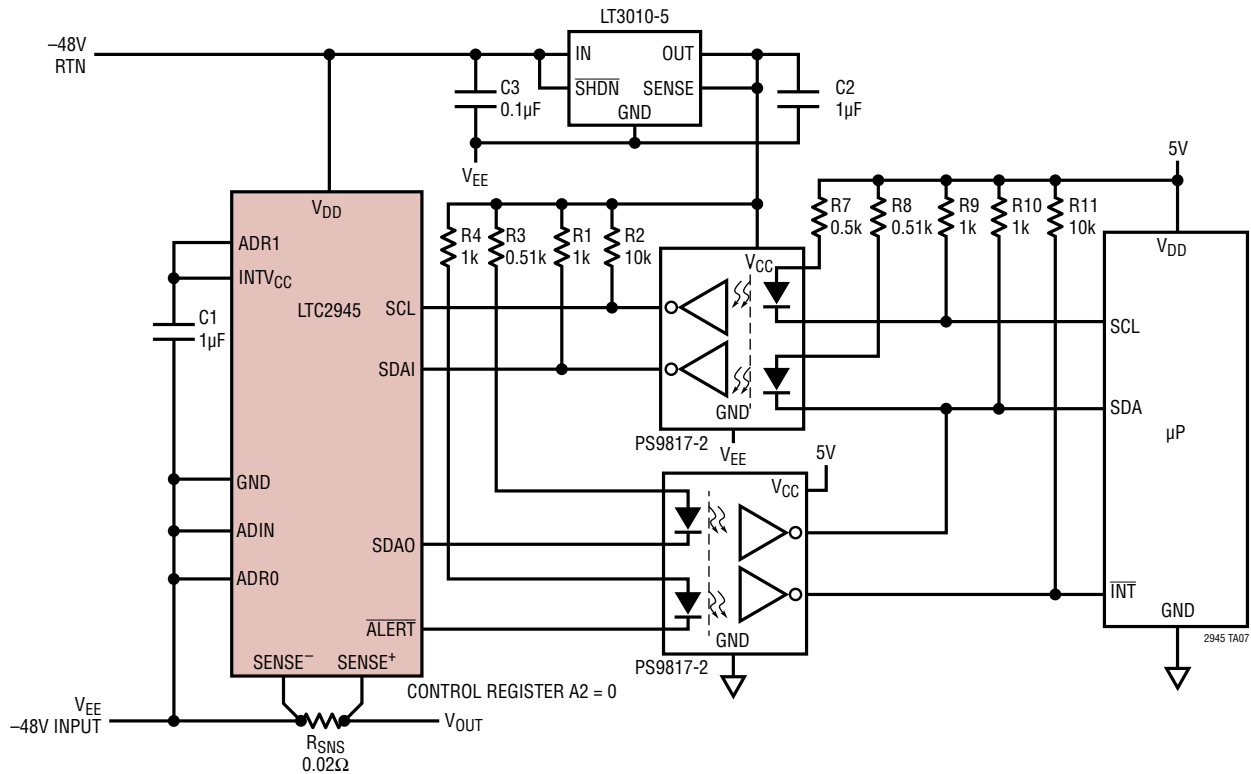 LT3010-5
–48V
RTN
IN
OUT
SHDN
SENSE
GND
C3
0.1µF
C2
1µF
VEE
5V
VDD
ADR1
INTVCC
LTC2945
C1
1µF
SCL
SDAI
GND
ADIN
ADR0
SDAO
ALERT
SENSE–
SENSE+
R4
1k
R3
0.51k
R1
1k
R2
10k
VCC
GND
PS9817-2
VEE
R7
0.5k
R8
0.51k
R9
1k
R10
1k
R11
10k
VDD
SCL
SDA
µP
INT
GND
2945 TA07
5V
VCC
GND
PS9817-2
CONTROL REGISTER A2 = 0
VEE
–48V INPUT
RSNS
0.02Ω
VOUT